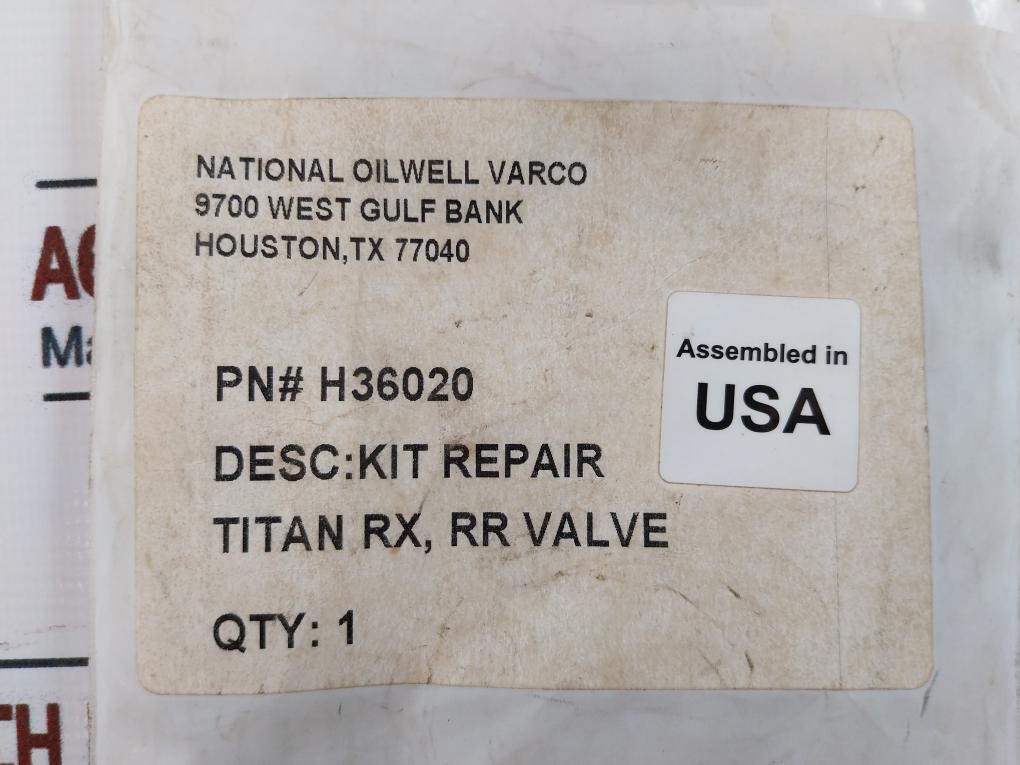 NATIONAL OILWELL VARCO
9700 WEST GULF BANK
HOUSTON,TX 77040
PN# H36020
DESC:KIT REPAIR
TITAN RX, RR VALVE
QTY: 1
Assembled in
USA